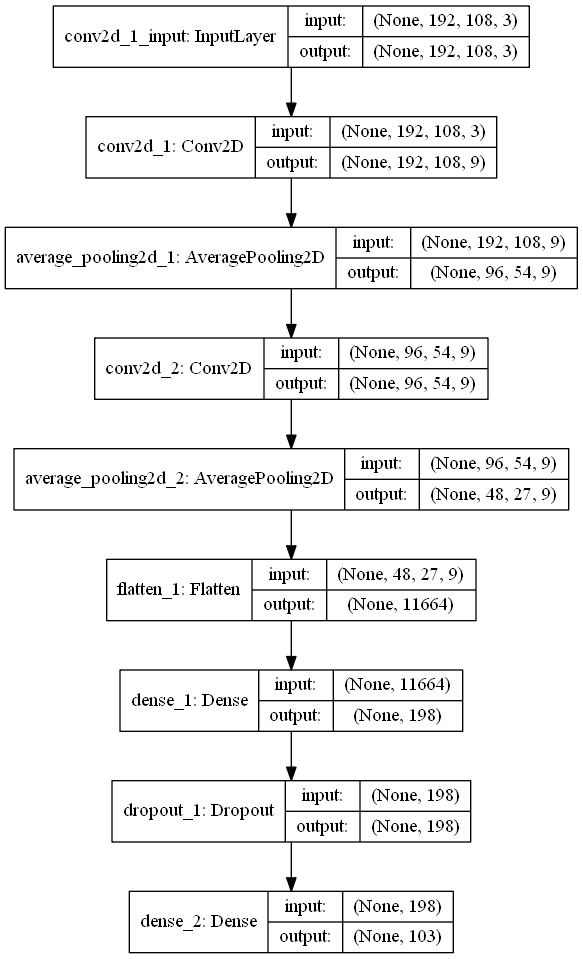 conv2d_1_input: InputLayer
input: (None, 192, 108, 3)
output: (None, 192, 108, 3)
conv2d_1: Conv2D
input: (None, 192, 108, 3)
output: (None, 192, 108, 9)
average_pooling2d_1: AveragePooling2D
input: (None, 192, 108, 9)
output: (None, 96, 54, 9)
conv2d_2: Conv2D
input: (None, 96, 54, 9)
output: (None, 96, 54, 9)
average_pooling2d_2: AveragePooling2D
input: (None, 96, 54, 9)
output: (None, 48, 27, 9)
flatten_1: Flatten
input: (None, 48, 27, 9)
output: (None, 11664)
dense_1: Dense
input: (None, 11664)
output: (None, 198)
dropout_1: Dropout
input: (None, 198)
output: (None, 198)
dense_2: Dense
input: (None, 198)
output: (None, 103)